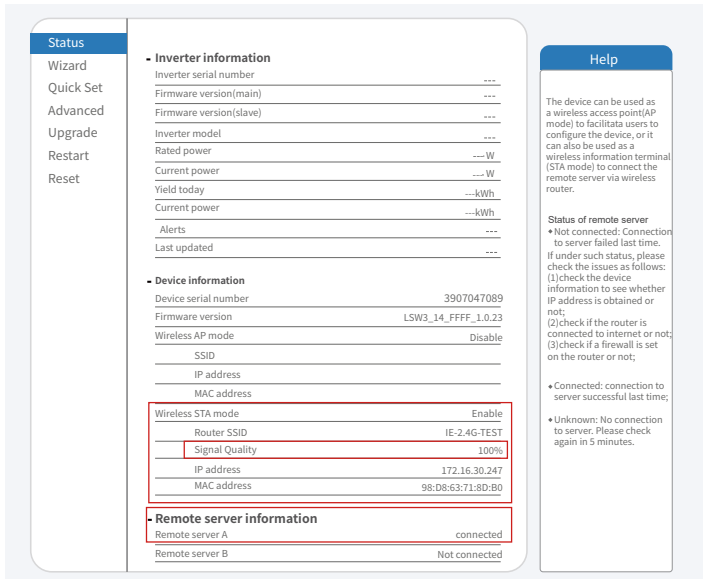 Status
Wizard
Quick Set
Advanced
Upgrade
Restart
Reset
- Inverter information
Inverter serial number ---
Firmware version(main) ---
Firmware version(slave) ---
Inverter model ---
Rated power --- W
Current power --- W
Yield today ---kWh
Current power ---kWh
Alerts ---
Last updated ---
- Device information
Device serial number 3907047089
Firmware version LSW3_14_FFFF_1.0.23
Wireless AP mode Disable
SSID
IP address
MAC address
Wireless STA mode Enable
Router SSID IE-2.4G-TEST
Signal Quality 100%
IP address 172.16.30.247
MAC address 98:D8:63:71:8D:B0
- Remote server information
Remote server A connected
Remote server B Not connected
Help
The device can be used as
a wireless access point(AP
mode) to facilitata users to
configure the device, or it
can also be used as a
wireless information terminal
(STA mode) to connect the
remote server via wireless
router.
Status of remote server
◆Not connected: Connection
to server failed last time.
If under such status, please
check the issues as follows:
(1)check the device
information to see whether
IP address is obtained or
not;
(2)check if the router is
connected to internet or not;
(3)check if a firewall is set
on the router or not;
◆Connected: connection to
server successful last time;
◆Unknown: No connection
to server. Please check
again in 5 minutes.